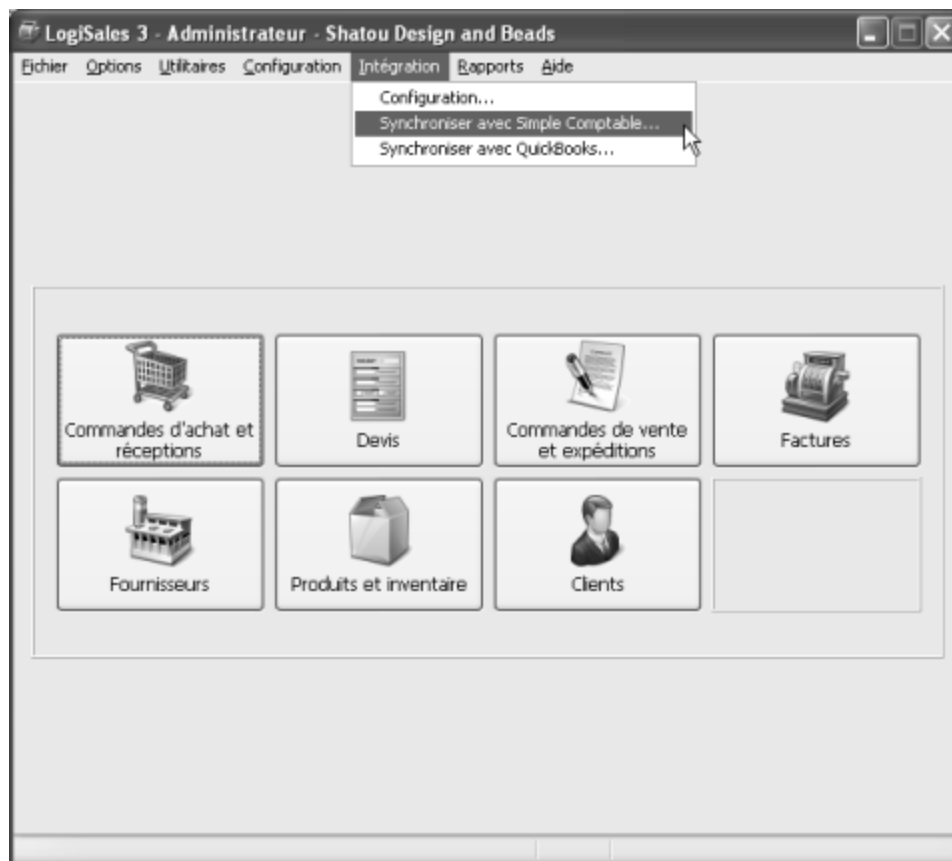 LogiSales 3 - Administrateur - Shatou Design and Beads
Fichier Options Utilitaires Configuration Intégration Rapports Aide
Configuration...
Synchroniser avec Simple Comptable...
Synchroniser avec QuickBooks...
Commandes d'achat et
réceptions
Devis
Commandes de vente
et expéditions
Factures
Fournisseurs
Produits et inventaire
Clients